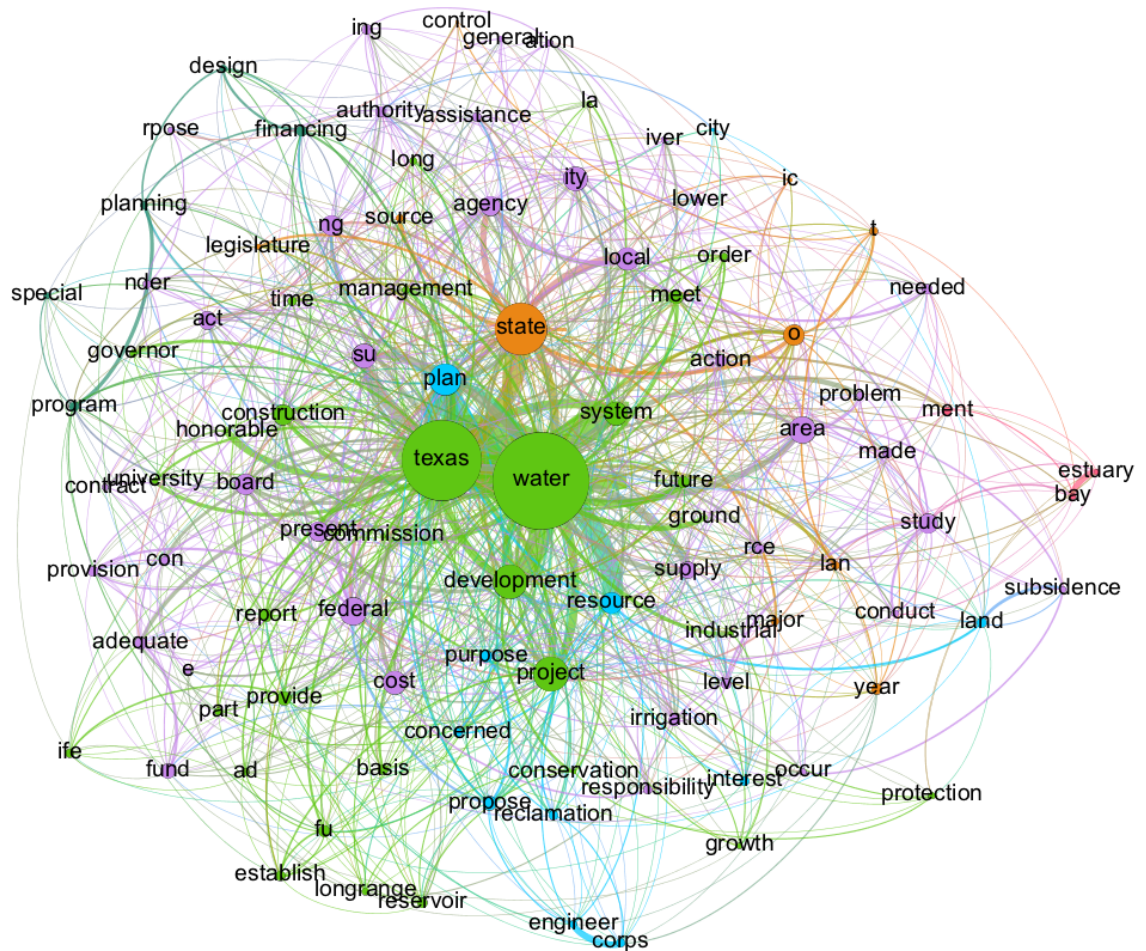 ing
control
general
ation
design
authority
assistance
la
rpose
financing
long
iver
city
ity
ic
planning
ng
source
agency
lower
t
legislature
local
order
special
nder
time
management
meet
needed
act
state
o
governor
su
plan
action
program
construction
system
problem
ment
honorable
area
texas
made
university
contract
board
water
future
estuary
bay
present
commission
ground
study
provision
con
rce
development
supply
lan
subsidence
report
federal
resource
industrial
major
conduct
land
adequate
e
purpose
project
cost
level
year
part
provide
irrigation
ife
concerned
fund
ad
basis
conservation
responsibility
interest
occur
protection
propose
reclamation
fu
growth
establish
longrange
reservoir
engineer
corps